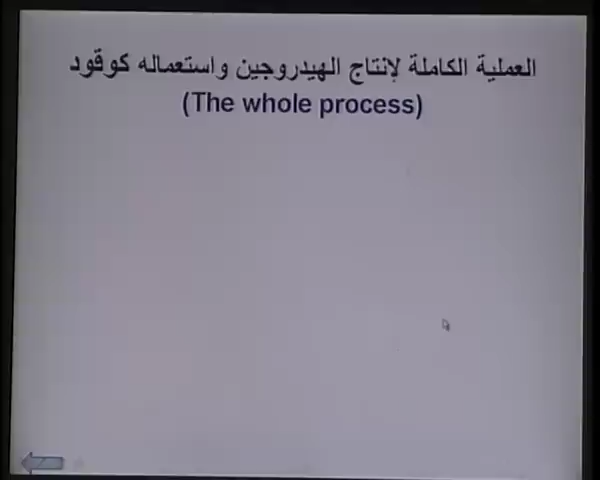 العملية الكاملة لإنتاج الهيدروجين واستعماله كوقود
(The whole process)